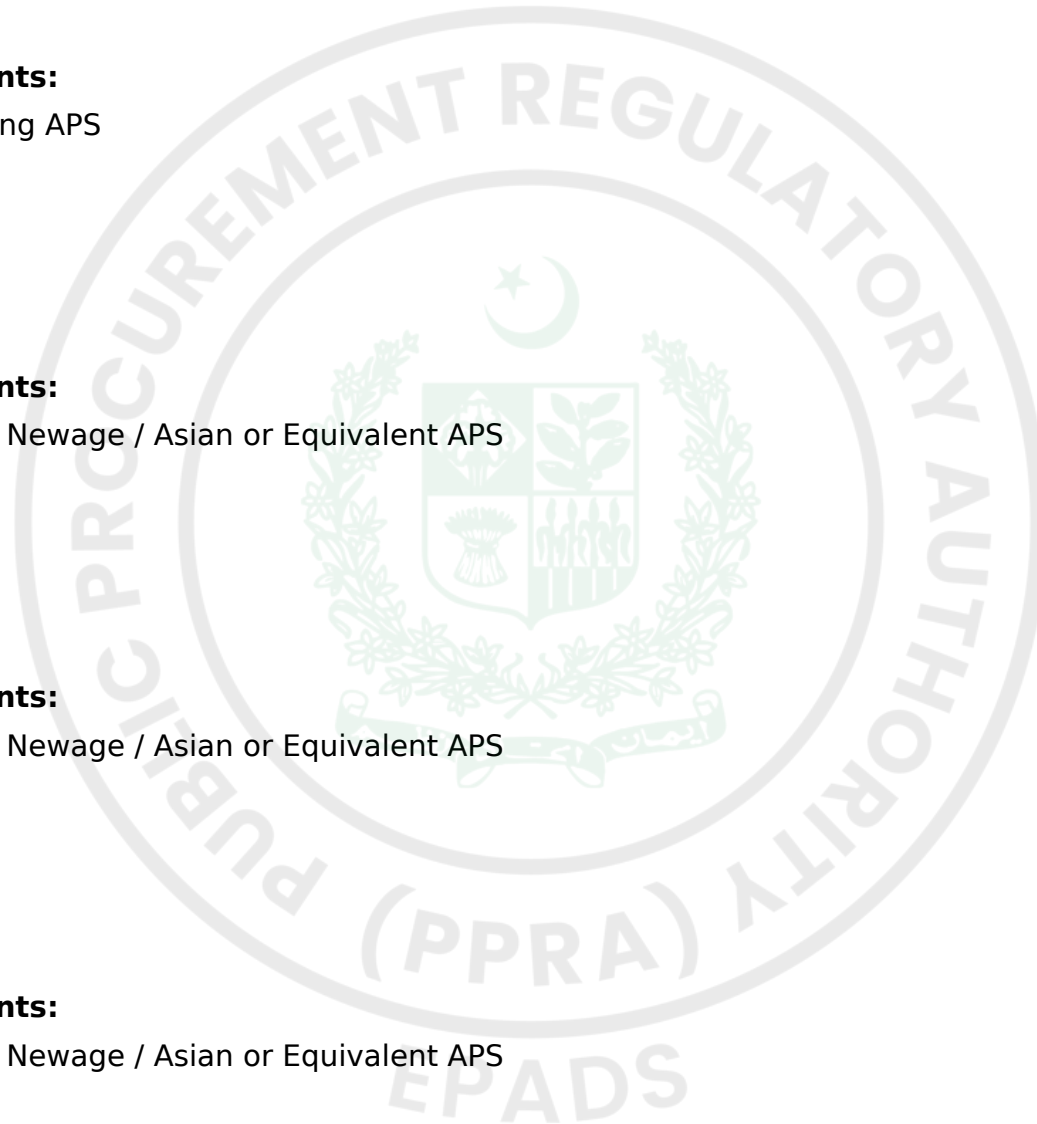 nts:
ng APS
nts:
Newage / Asian or Equivalent APS
nts:
Newage / Asian or Equivalent APS
nts:
Newage / Asian or Equivalent APS
PUBLIC PROCUREMENT REGULATORY AUTHORITY
(PPRA)
EPADS